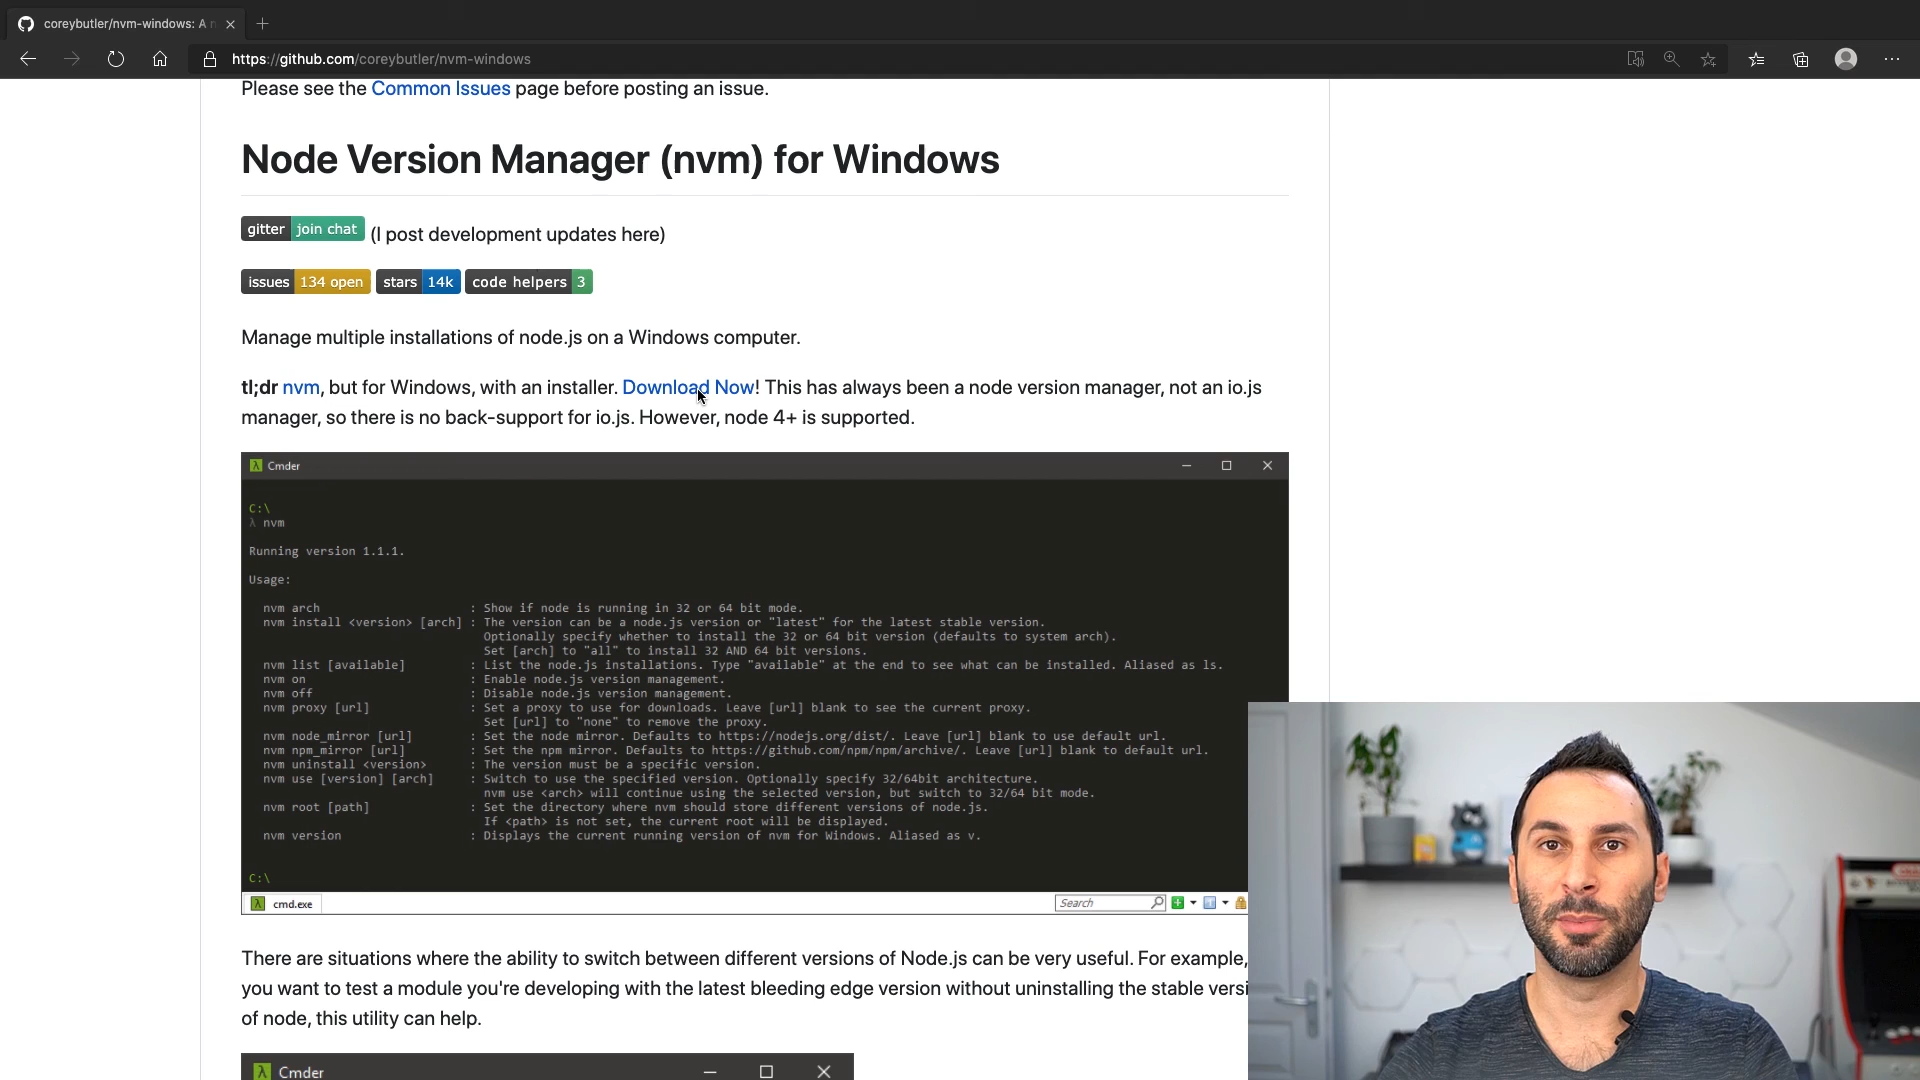 coreybutler/nvm-windows: A n
https://github.com/coreybutler/nvm-windows
Please see the Common Issues page before posting an issue.
Node Version Manager (nvm) for Windows
gitter join chat (I post development updates here)
issues 134 open stars 14k code helpers 3
Manage multiple installations of node.js on a Windows computer.
tl;dr nvm, but for Windows, with an installer. Download Now! This has always been a node version manager, not an io.js
manager, so there is no back-support for io.js. However, node 4+ is supported.
λ Cmder
C:\
λ nvm
Running version 1.1.1.
Usage:
nvm arch : Show if node is running in 32 or 64 bit mode.
nvm install <version> [arch] : The version can be a node.js version or "latest" for the latest stable version.
Optionally specify whether to install the 32 or 64 bit version (defaults to system arch).
Set [arch] to "all" to install 32 AND 64 bit versions.
nvm list [available] : List the node.js installations. Type "available" at the end to see what can be installed. Aliased as ls.
nvm on : Enable node.js version management.
nvm off : Disable node.js version management.
nvm proxy [url] : Set a proxy to use for downloads. Leave [url] blank to see the current proxy.
Set [url] to "none" to remove the proxy.
nvm node_mirror [url] : Set the node mirror. Defaults to https://nodejs.org/dist/. Leave [url] blank to use default url.
nvm npm_mirror [url] : Set the npm mirror. Defaults to https://github.com/npm/npm/archive/. Leave [url] blank to default url.
nvm uninstall <version> : The version must be a specific version.
nvm use [version] [arch] : Switch to use the specified version. Optionally specify 32/64bit architecture.
nvm use <arch> will continue using the selected version, but switch to 32/64 bit mode.
nvm root [path] : Set the directory where nvm should store different versions of node.js.
If <path> is not set, the current root will be displayed.
nvm version : Displays the current running version of nvm for Windows. Aliased as v.
C:\
λ cmd.exe Search
There are situations where the ability to switch between different versions of Node.js can be very useful. For example,
you want to test a module you're developing with the latest bleeding edge version without uninstalling the stable versi
of node, this utility can help.
λ Cmder